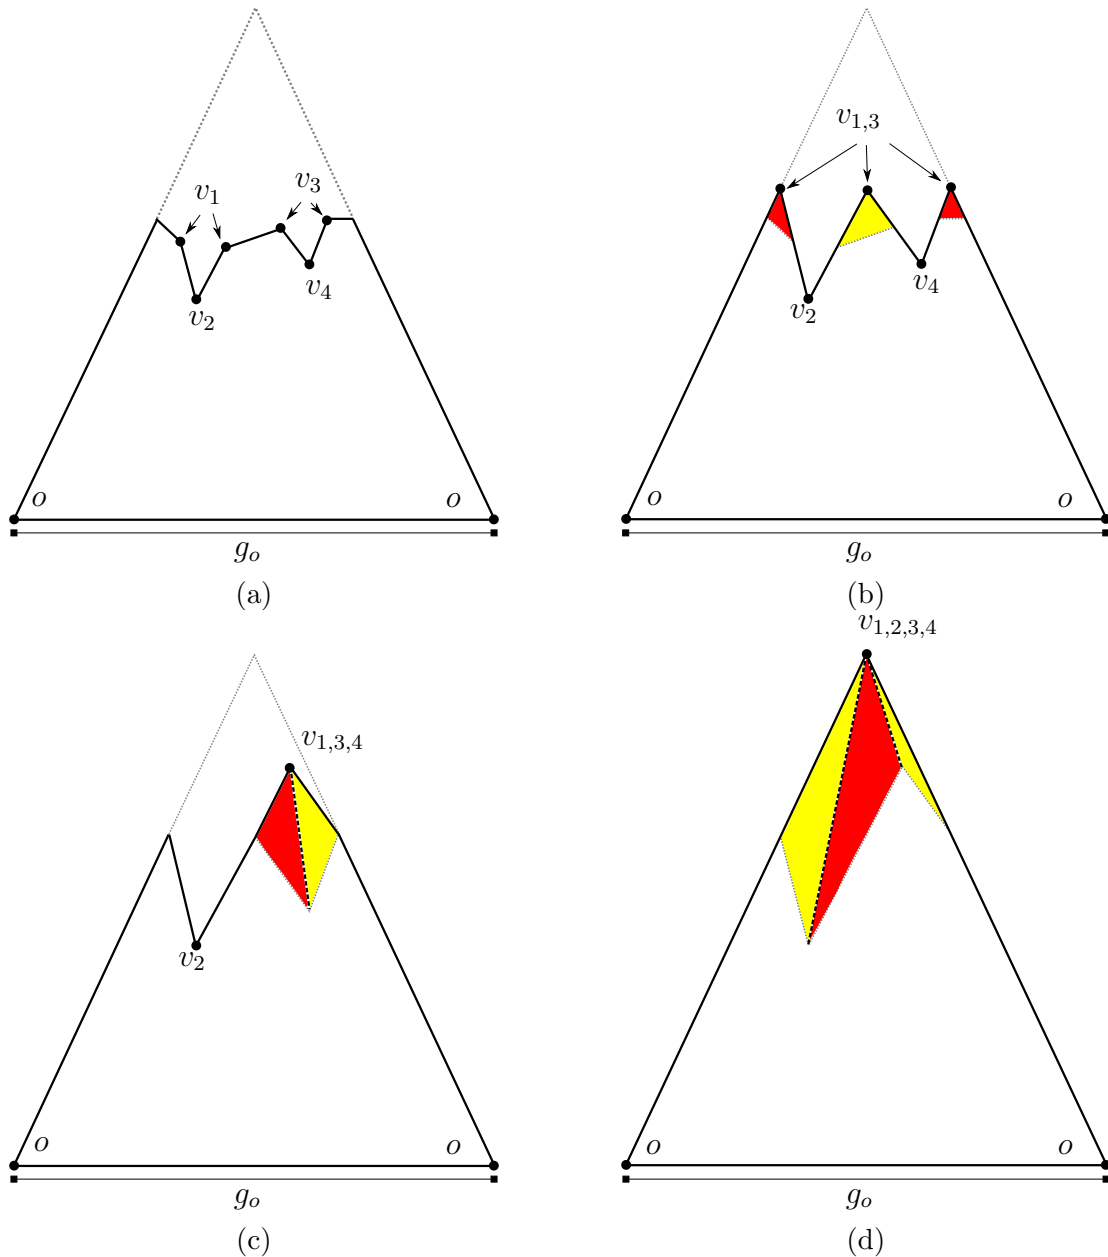 v₁
v₃
v₂
v₄
o o
gₒ
(a)
v₁,₃
v₂
v₄
o o
gₒ
(b)
v₁,₃,₄
v₂
o o
gₒ
(c)
v₁,₂,₃,₄
o o
gₒ
(d)